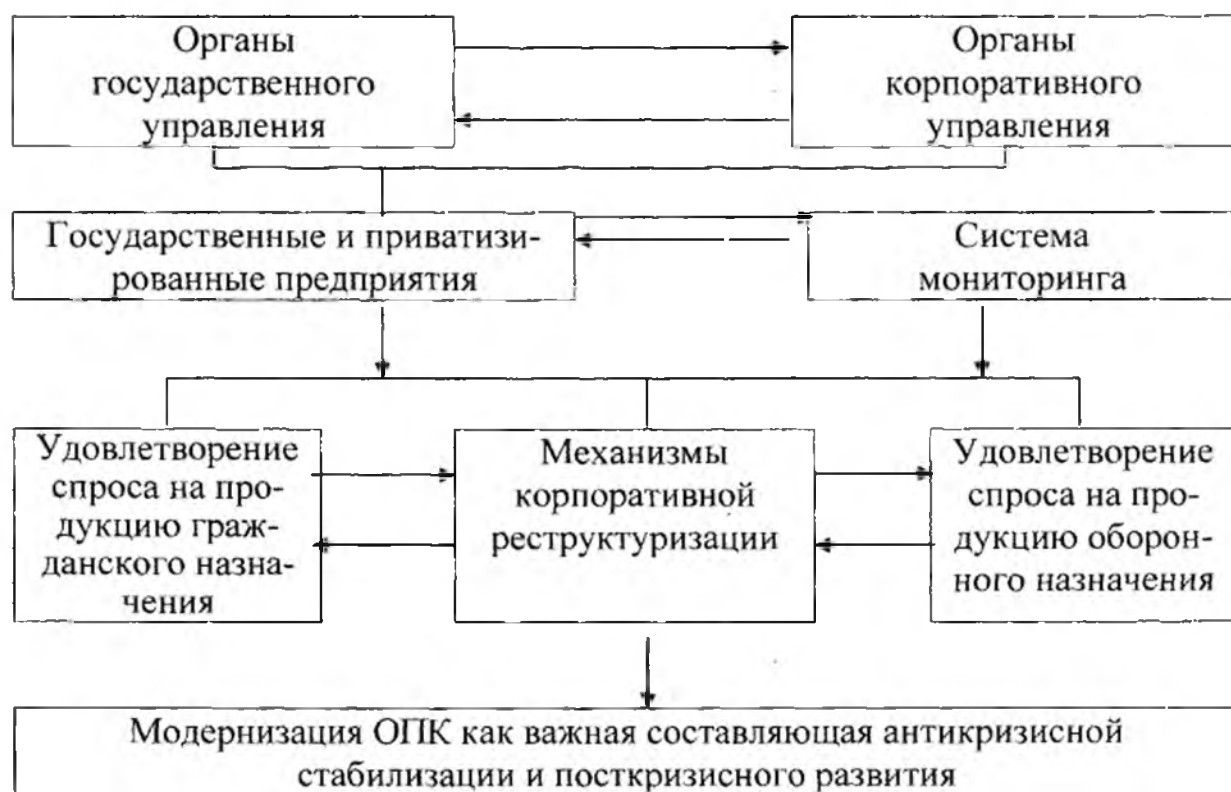 Органы
государственного
управления
Органы
корпоративного
управления
Государственные и приватизи-
рованные предприятия
Система
мониторинга
Удовлетворение
спроса на про-
дукцию граж-
данского назна-
чения
Механизмы
корпоративной
реструктуризации
Удовлетворение
спроса на про-
дукцию оборон-
ного назначения
Модернизация ОПК как важная составляющая антикризисной
стабилизации и посткризисного развития